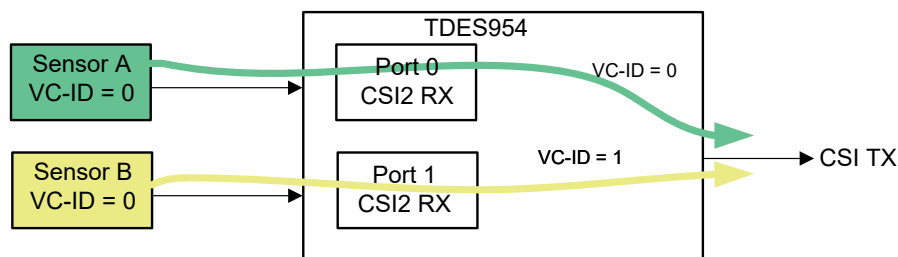 TDES954
Sensor A
VC-ID = 0
Port 0
CSI2 RX
VC-ID = 0
Sensor B
VC-ID = 0
Port 1
CSI2 RX
VC-ID = 1
CSI TX